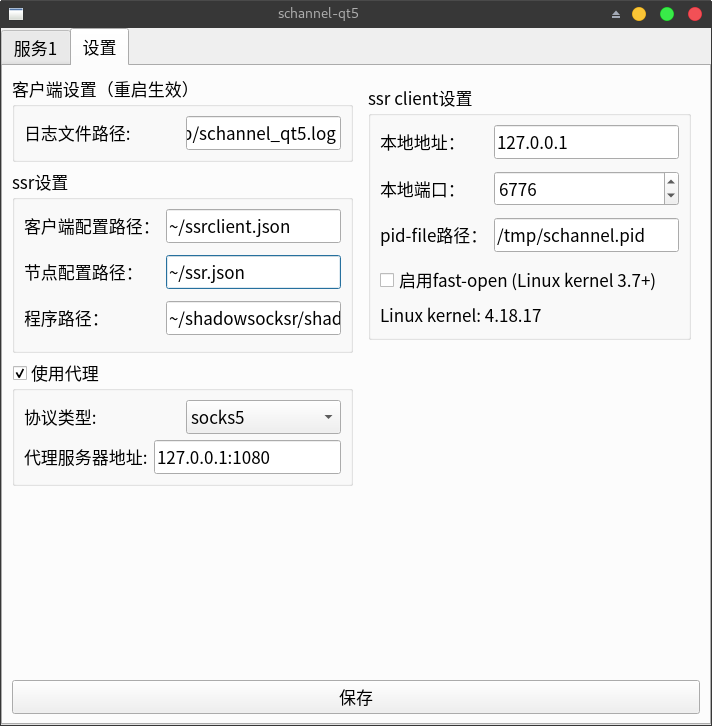 schannel-qt5
服务1
设置
客户端设置（重启生效）
日志文件路径:
/schannel_qt5.log
ssr设置
客户端配置路径：
~/ssrclient.json
节点配置路径：
~/ssr.json
程序路径：
~/shadowsocksr/shad
使用代理
协议类型:
socks5
代理服务器地址:
127.0.0.1:1080
ssr client设置
本地地址：
127.0.0.1
本地端口：
6776
pid-file路径：
/tmp/schannel.pid
启用fast-open (Linux kernel 3.7+)
Linux kernel: 4.18.17
保存